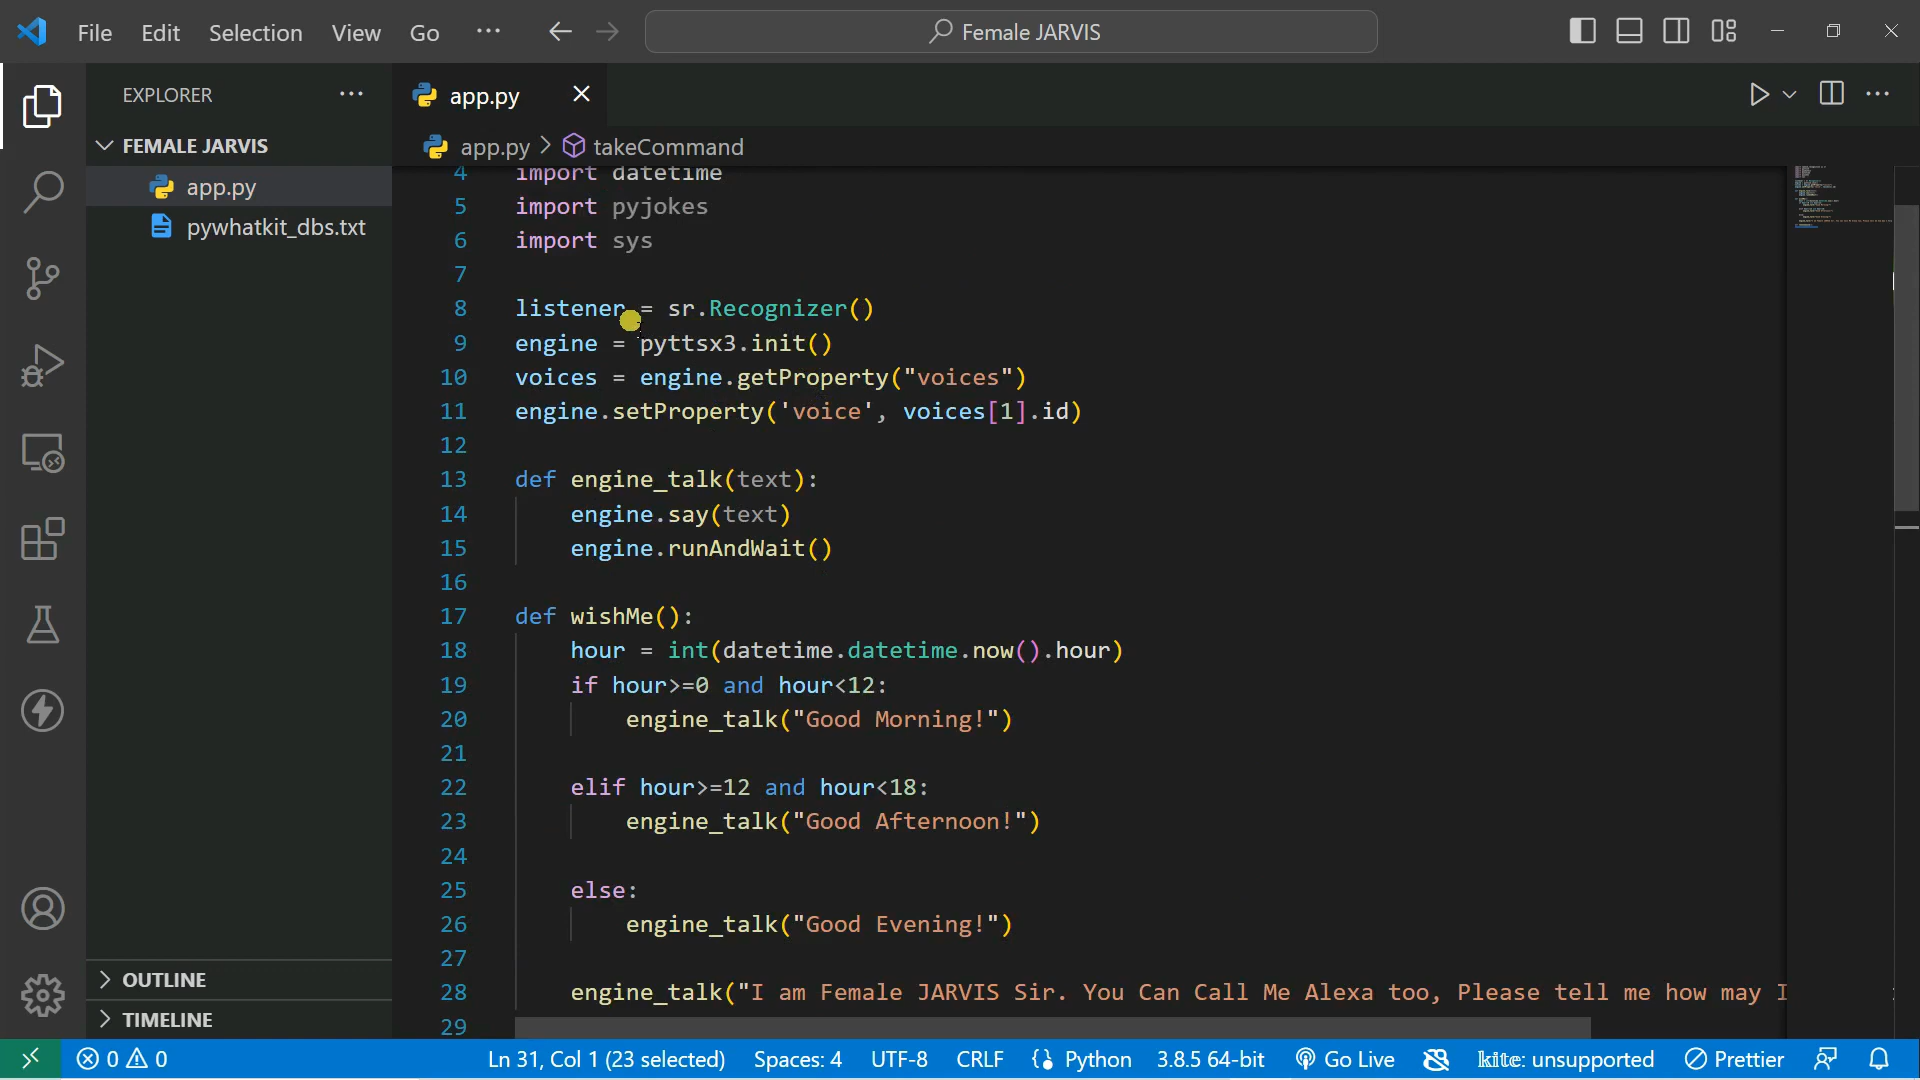 File Edit Selection View Go ··· Female JARVIS
EXPLORER ···
FEMALE JARVIS
app.py
pywhatkit_dbs.txt
OUTLINE
TIMELINE
app.py
app.py > takeCommand
4 import datetime
5 import pyjokes
6 import sys
7
8 listener = sr.Recognizer()
9 engine = pyttsx3.init()
10 voices = engine.getProperty("voices")
11 engine.setProperty('voice', voices[1].id)
12
13 def engine_talk(text):
14 engine.say(text)
15 engine.runAndWait()
16
17 def wishMe():
18 hour = int(datetime.datetime.now().hour)
19 if hour>=0 and hour<12:
20 engine_talk("Good Morning!")
21
22 elif hour>=12 and hour<18:
23 engine_talk("Good Afternoon!")
24
25 else:
26 engine_talk("Good Evening!")
27
28 engine_talk("I am Female JARVIS Sir. You Can Call Me Alexa too, Please tell me how may I
29
0 0 Ln 31, Col 1 (23 selected) Spaces: 4 UTF-8 CRLF Python 3.8.5 64-bit Go Live kite: unsupported Prettier